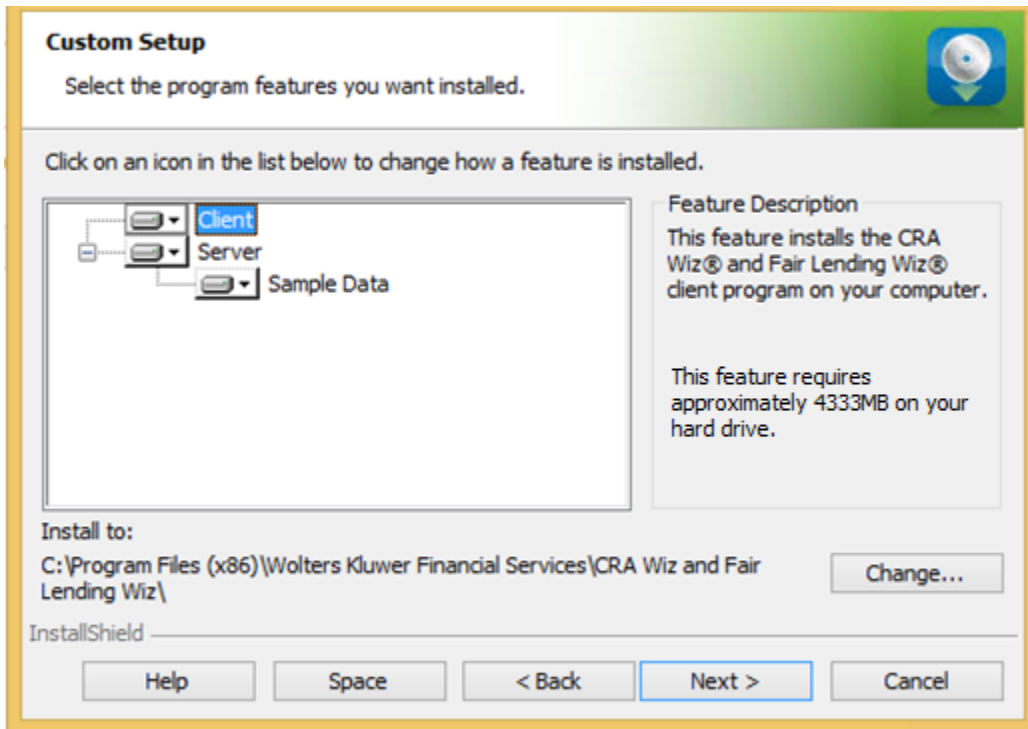 Custom Setup
Select the program features you want installed.
Click on an icon in the list below to change how a feature is installed.
Client
Server
Sample Data
Feature Description
This feature installs the CRA
Wiz® and Fair Lending Wiz®
client program on your computer.
This feature requires
approximately 4333MB on your
hard drive.
Install to:
C:\Program Files (x86)\Wolters Kluwer Financial Services\CRA Wiz and Fair
Lending Wiz\
Change...
InstallShield
Help
Space
< Back
Next >
Cancel